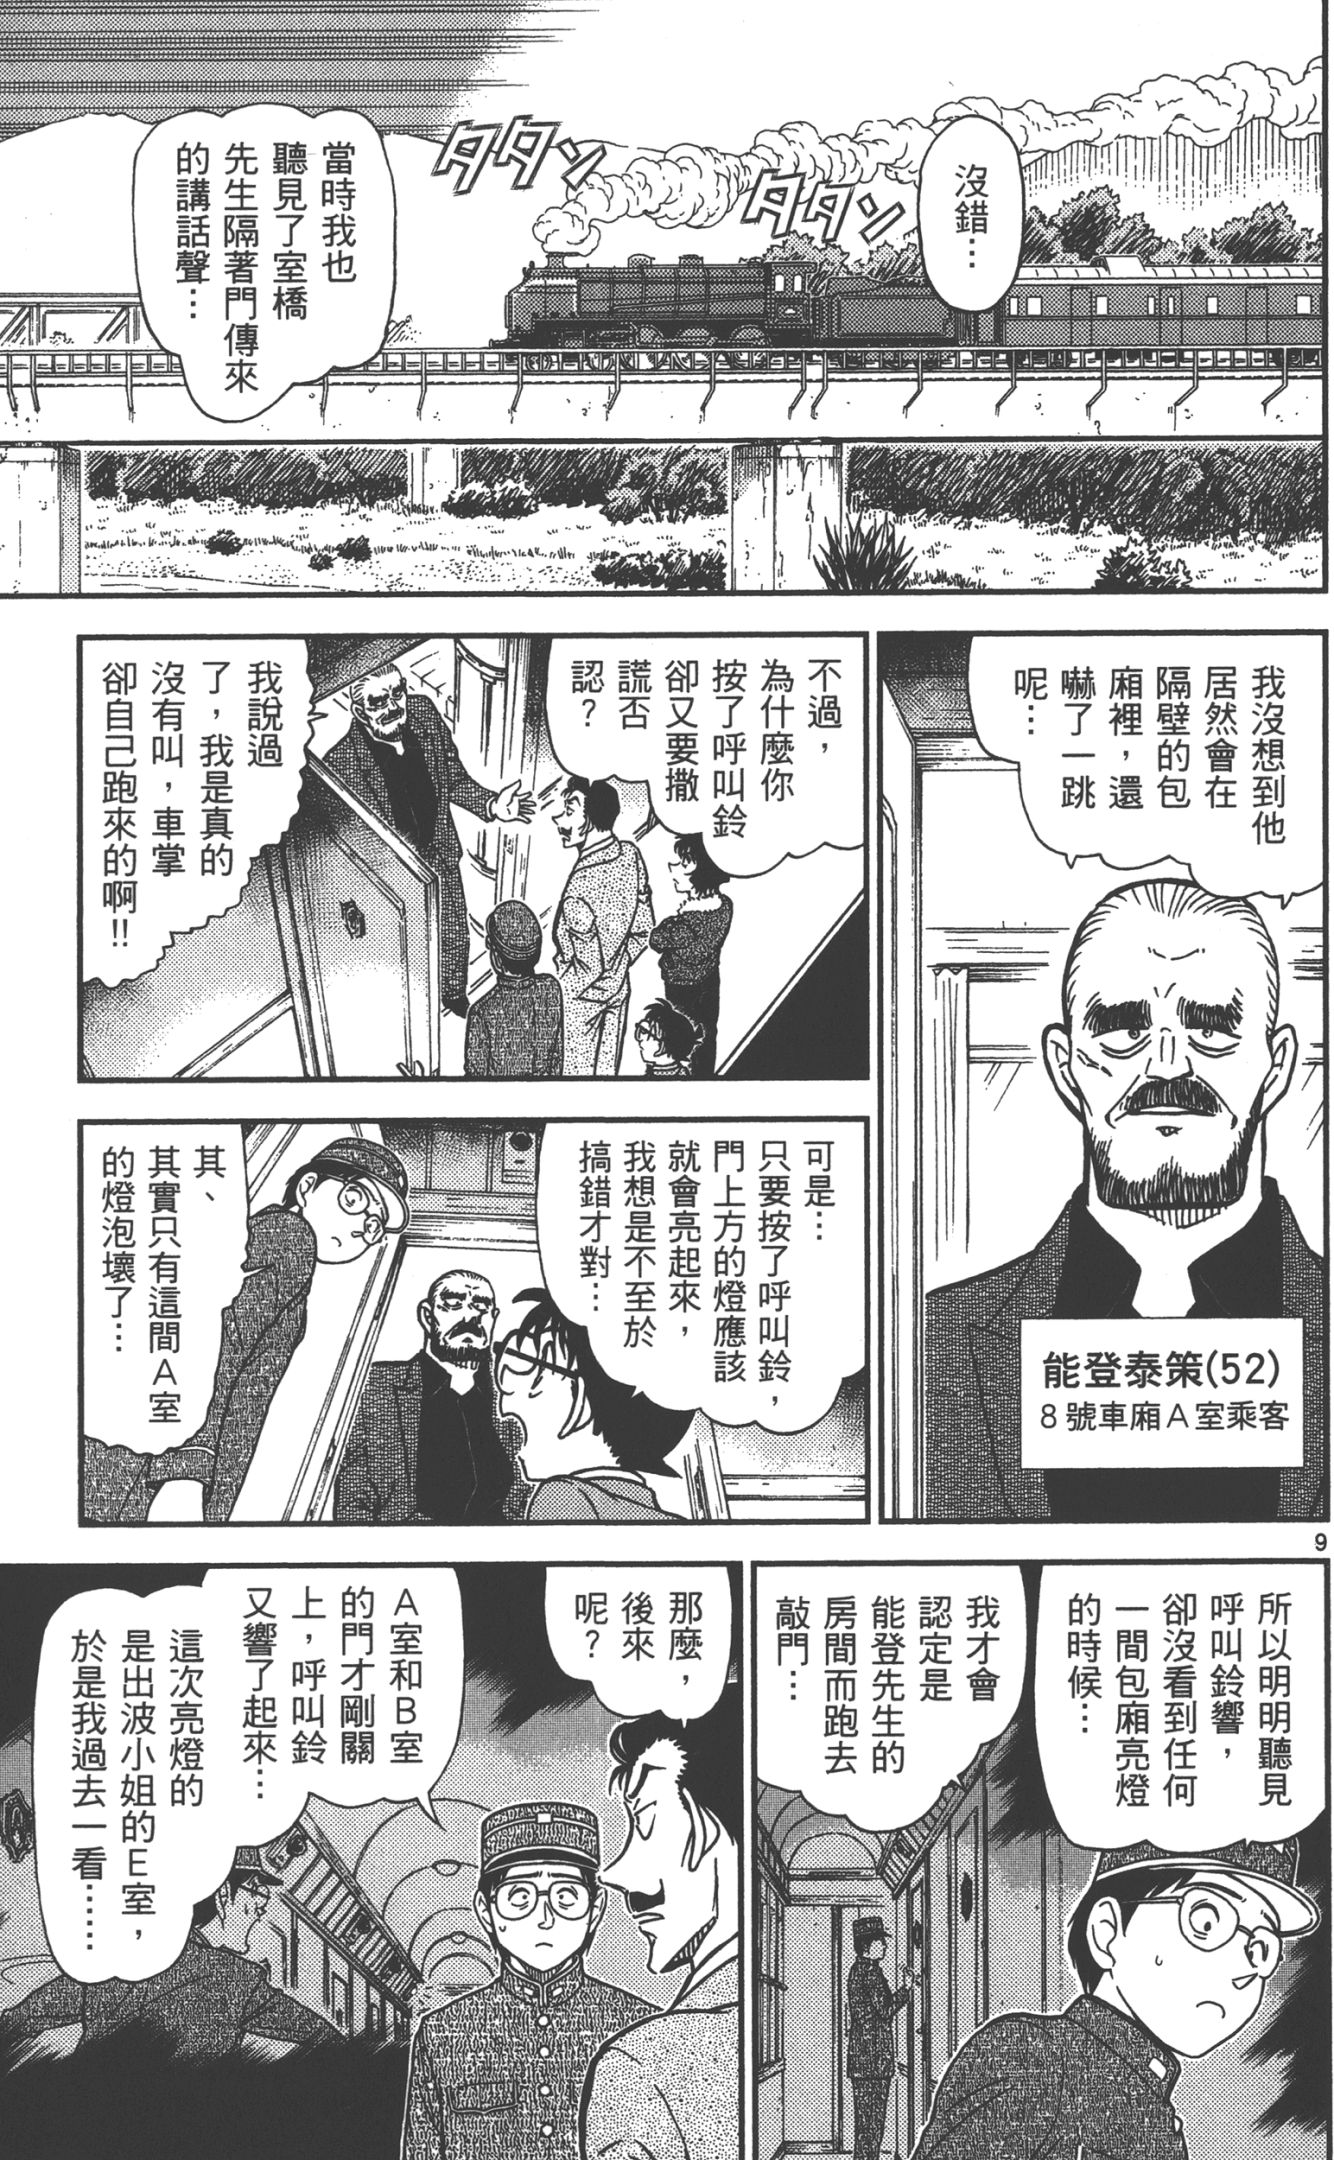 沒錯…
タタン
タタン
當時我也
聽見了室橋
先生隔著門傳來
的講話聲…
我沒想到他
居然會在
隔壁的包
廂裡，還
嚇了一跳
呢…
能登泰策(52)
8號車廂A室乘客
不過，
為什麼你
按了呼叫鈴
卻又要撒
謊否
認？
我說過
了，我是真的
沒有叫，車掌
卻自己跑來的啊!!
可是…
只要按了呼叫鈴，
門上方的燈應該
就會亮起來，
我想是不至於
搞錯才對…
其、
其實只有這間A室
的燈泡壞了…
9
所以明明聽見
呼叫鈴響，
卻沒看到任何
一間包廂亮燈
的時候…
我才會
認定是
能登先生的
房間而跑去
敲門…
那麼，
後來
呢？
A室和B室
的門才剛關
上，呼叫鈴
又響了起來…
這次亮燈的
是出波小姐的E室，
於是我過去一看……